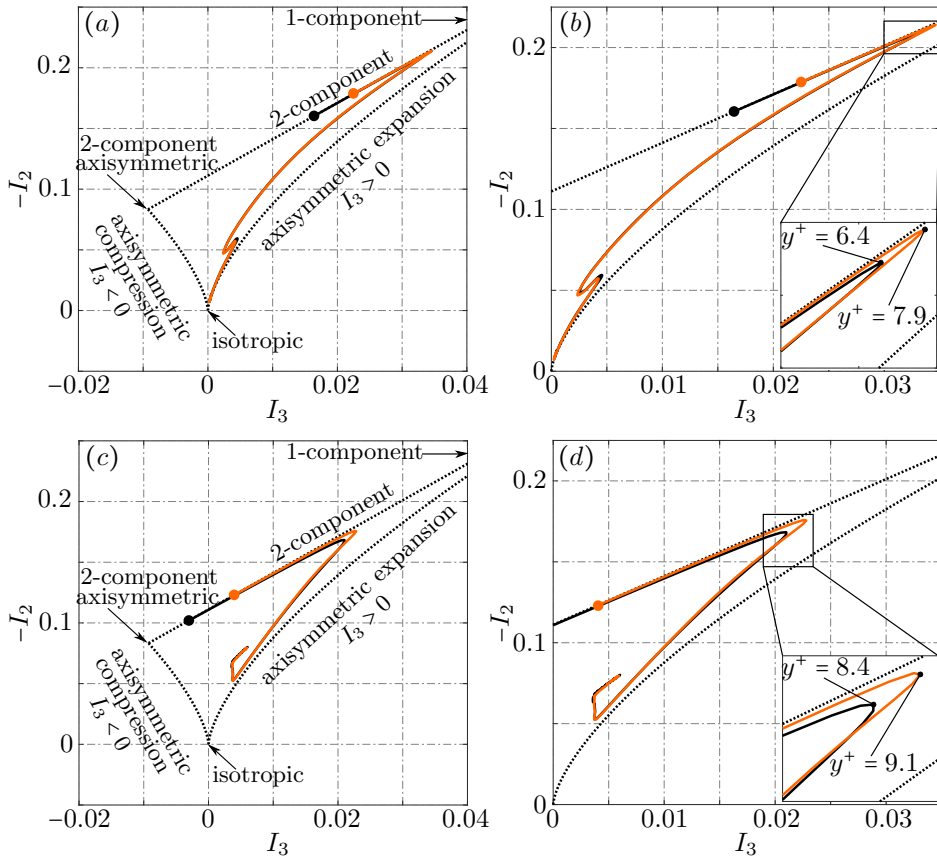 (a)
1-component
0.2
2-component
2-component
axisymmetric
axisymmetric expansion
I₃ > 0
−I₂
0.1
axisymmetric
compression
I₃ < 0
0
isotropic
−0.02
0
0.02
0.04
I₃
(b)
0.2
−I₂
0.1
y⁺ = 6.4
y⁺ = 7.9
0
0
0.01
0.02
0.03
I₃
(c)
1-component
0.2
2-component
2-component
axisymmetric
axisymmetric expansion
I₃ > 0
−I₂
0.1
axisymmetric
compression
I₃ < 0
0
isotropic
−0.02
0
0.02
0.04
I₃
(d)
0.2
−I₂
0.1
y⁺ = 8.4
y⁺ = 9.1
0
0
0.01
0.02
0.03
I₃